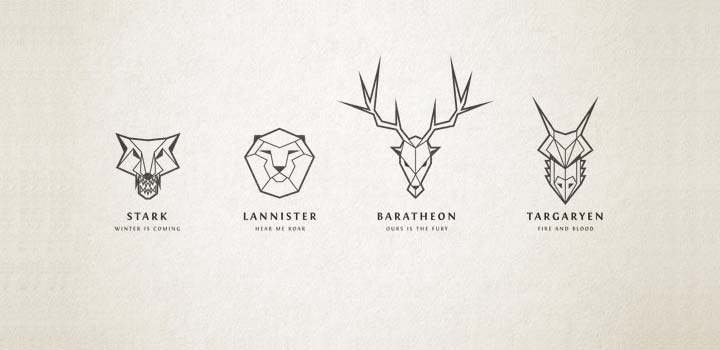 STARK
WINTER IS COMING
LANNISTER
HEAR ME ROAR
BARATHEON
OURS IS THE FURY
TARGARYEN
FIRE AND BLOOD